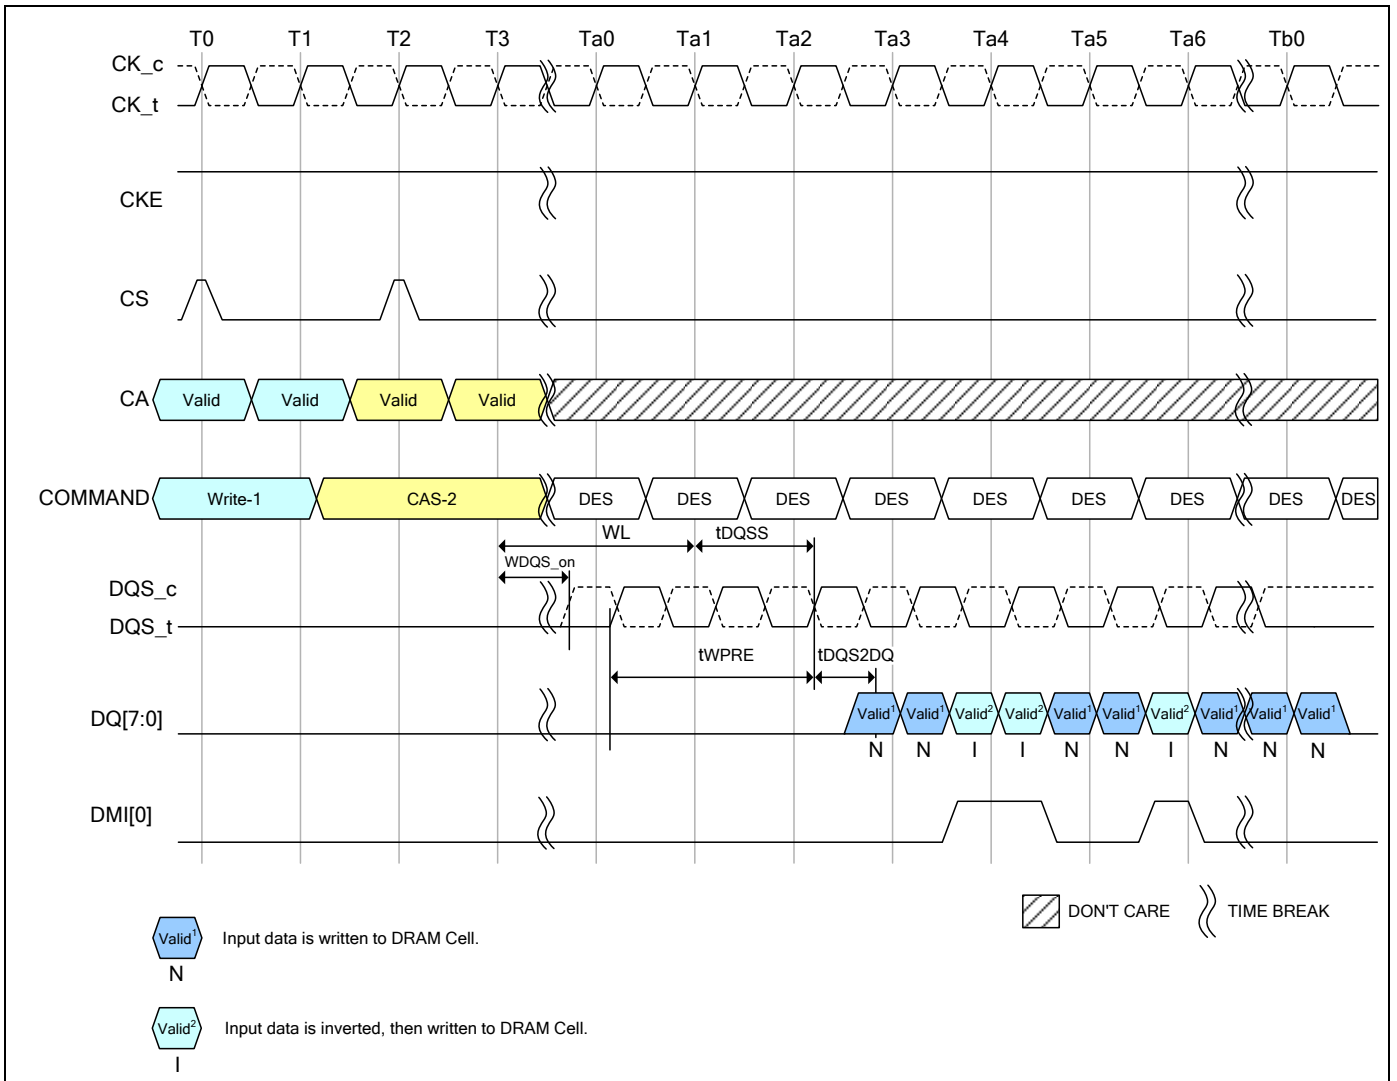 T0 T1 T2 T3 Ta0 Ta1 Ta2 Ta3 Ta4 Ta5 Ta6 Tb0
CK_c
CK_t
CKE
CS
CA Valid Valid Valid Valid
COMMAND Write-1 CAS-2 DES DES DES DES DES DES DES DES DES
WL tDQSS
WDQS_on
DQS_c
DQS_t
tWPRE tDQS2DQ
DQ[7:0] Valid¹ Valid¹ Valid² Valid² Valid¹ Valid¹ Valid² Valid¹ Valid¹ Valid¹
N N I I N N I N N N
DMI[0]
DON'T CARE TIME BREAK
Valid¹ Input data is written to DRAM Cell.
N
Valid² Input data is inverted, then written to DRAM Cell.
I